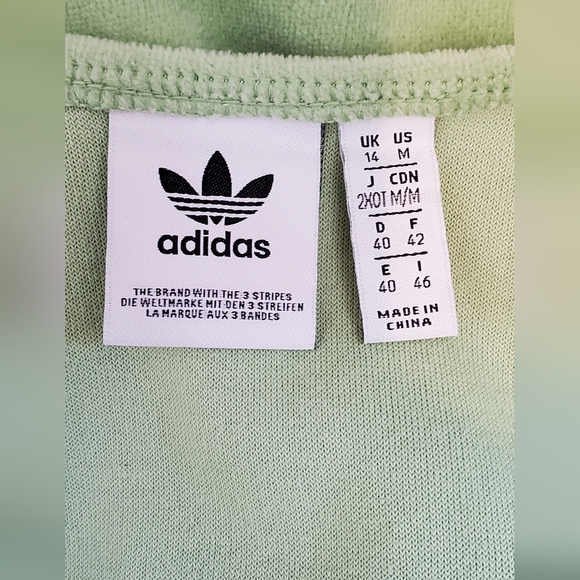 adidas
THE BRAND WITH THE 3 STRIPES
DIE WELTMARKE MIT DEN 3 STREIFEN
LA MARQUE AUX 3 BANDES
UK US
14 M
J CDN
2XOT M/M
D F
40 42
E I
40 46
MADE IN
CHINA